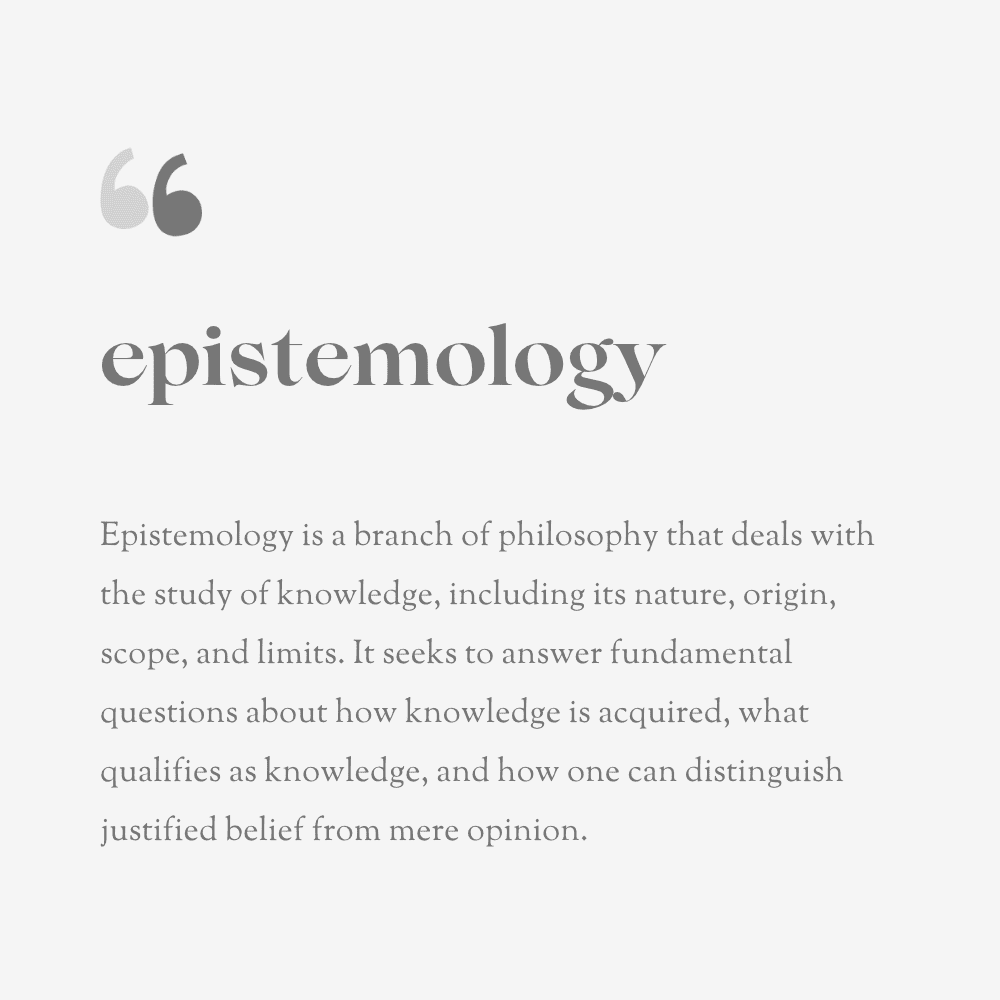 epistemology
Epistemology is a branch of philosophy that deals with
the study of knowledge, including its nature, origin,
scope, and limits. It seeks to answer fundamental
questions about how knowledge is acquired, what
qualifies as knowledge, and how one can distinguish
justified belief from mere opinion.